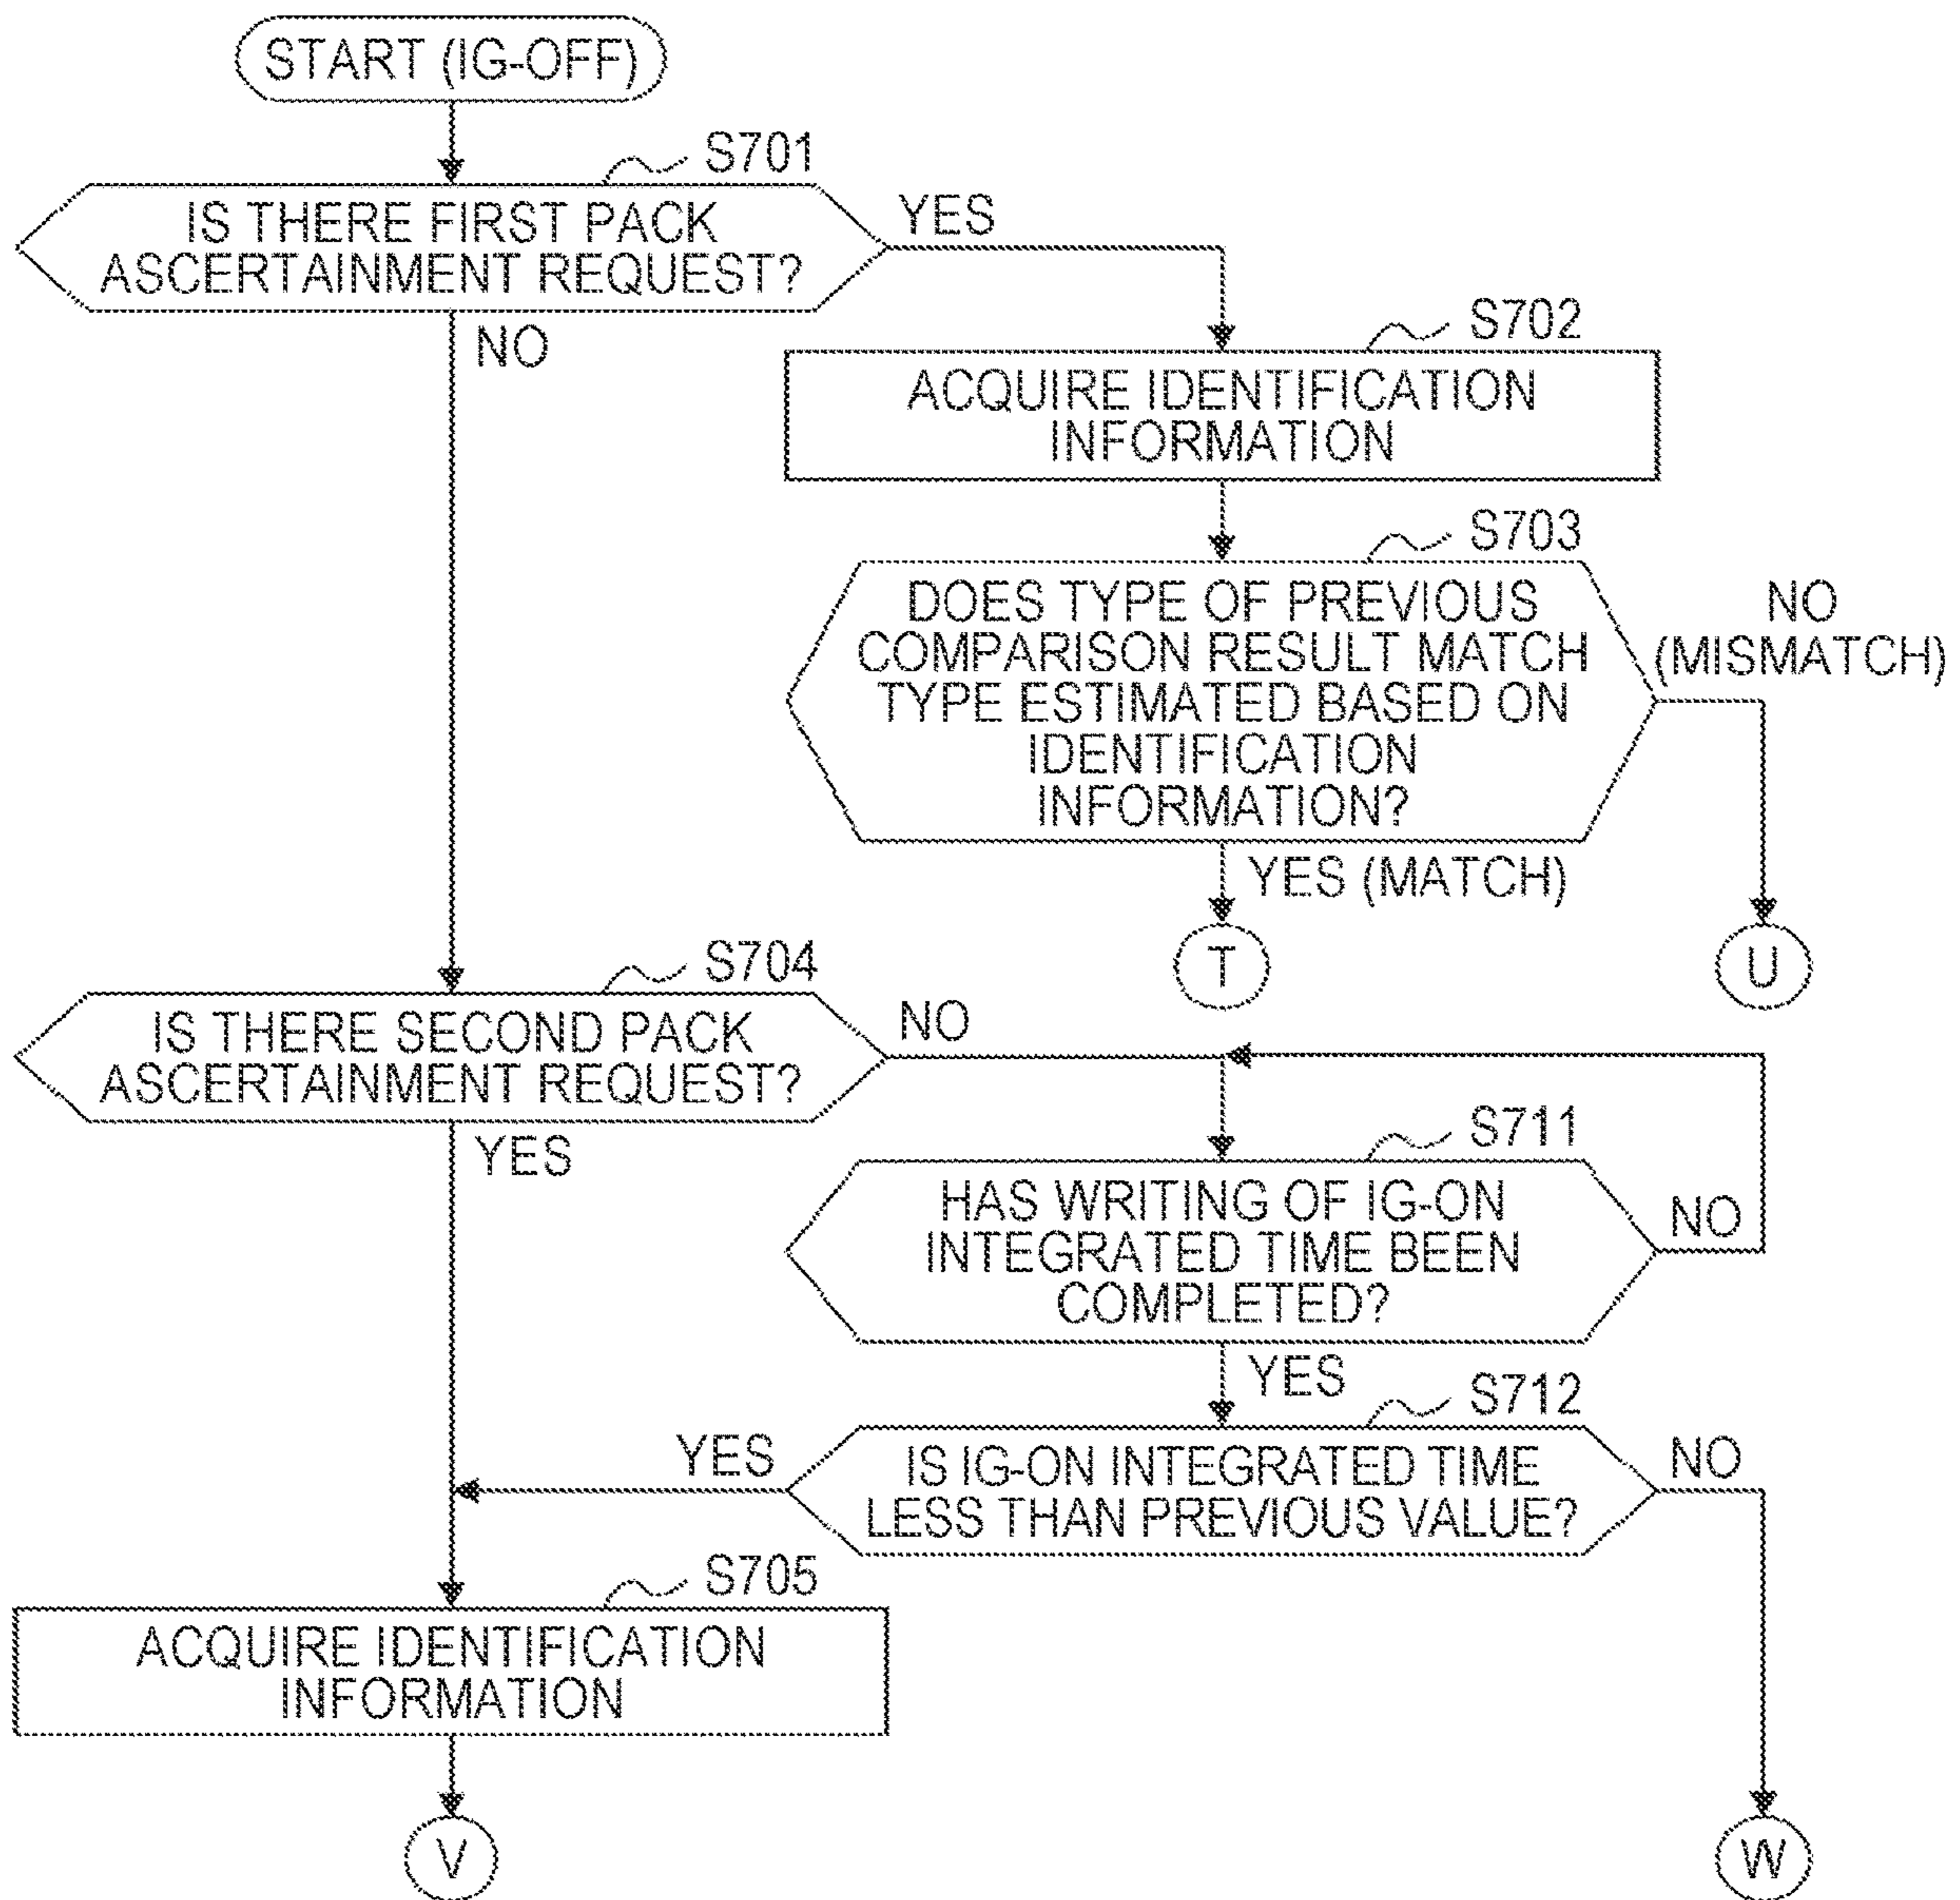 START (IG-OFF)
S701
IS THERE FIRST PACK
ASCERTAINMENT REQUEST?
YES
NO
S702
ACQUIRE IDENTIFICATION
INFORMATION
S703
DOES TYPE OF PREVIOUS
COMPARISON RESULT MATCH
TYPE ESTIMATED BASED ON
IDENTIFICATION
INFORMATION?
NO
(MISMATCH)
YES (MATCH)
T
U
S704
IS THERE SECOND PACK
ASCERTAINMENT REQUEST?
NO
YES
S711
HAS WRITING OF IG-ON
INTEGRATED TIME BEEN
COMPLETED?
NO
YES
S712
IS IG-ON INTEGRATED TIME
LESS THAN PREVIOUS VALUE?
YES
NO
S705
ACQUIRE IDENTIFICATION
INFORMATION
V
W